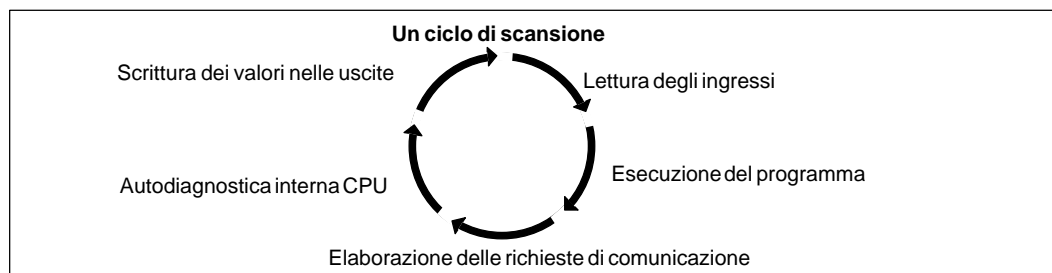 Un ciclo di scansione
Scrittura dei valori nelle uscite
Lettura degli ingressi
Autodiagnostica interna CPU
Esecuzione del programma
Elaborazione delle richieste di comunicazione